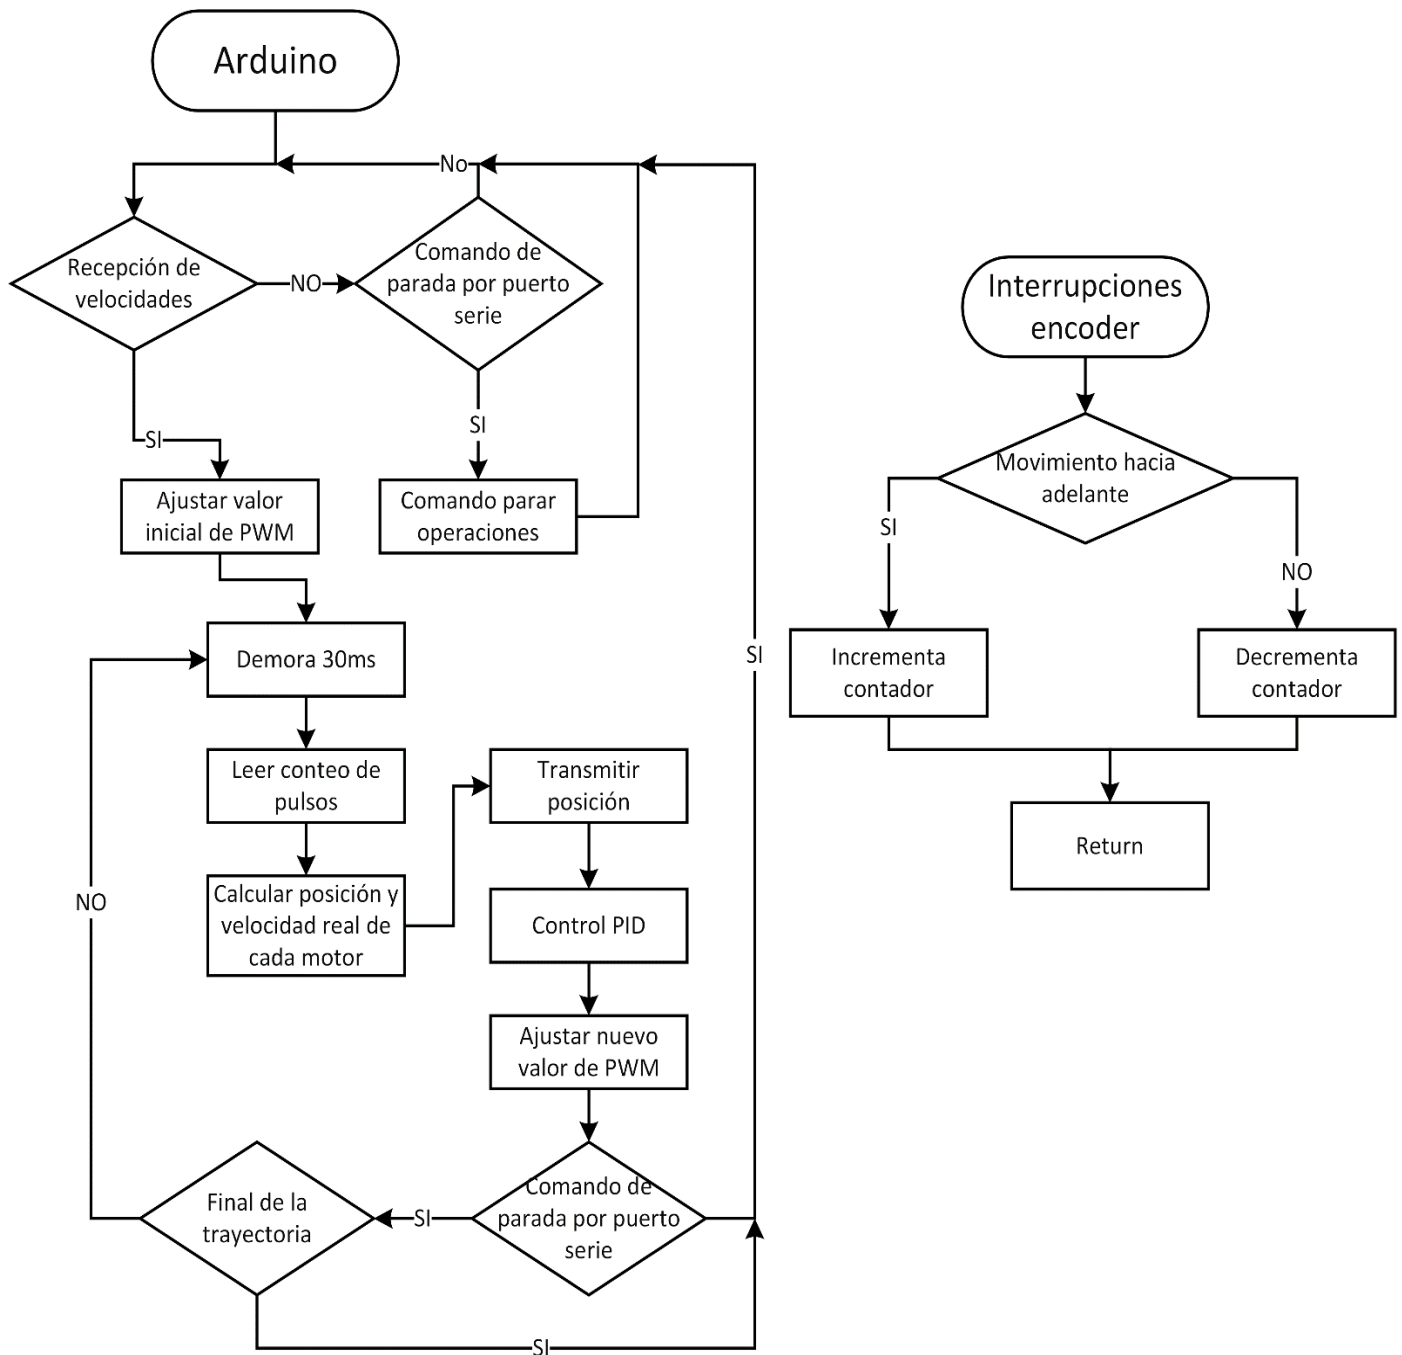 Arduino
No
Recepción de
velocidades
NO
Comando de
parada por puerto
serie
SI
SI
Ajustar valor
inicial de PWM
Comando parar
operaciones
Demora 30ms
SI
Leer conteo de
pulsos
Transmitir
posición
Calcular posición y
velocidad real de
cada motor
NO
Control PID
Ajustar nuevo
valor de PWM
Final de la
trayectoria
SI
Comando de
parada por puerto
serie
SI
Interrupciones
encoder
Movimiento hacia
adelante
SI
NO
Incrementa
contador
Decrementa
contador
Return